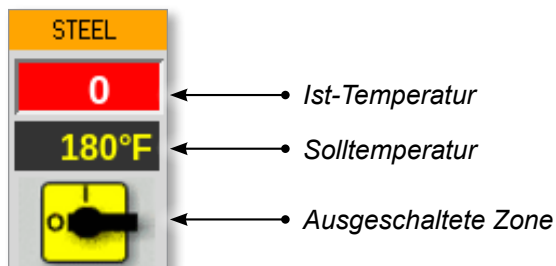 STEEL
0
Ist-Temperatur
180°F
Solltemperatur
I
O
Ausgeschaltete Zone